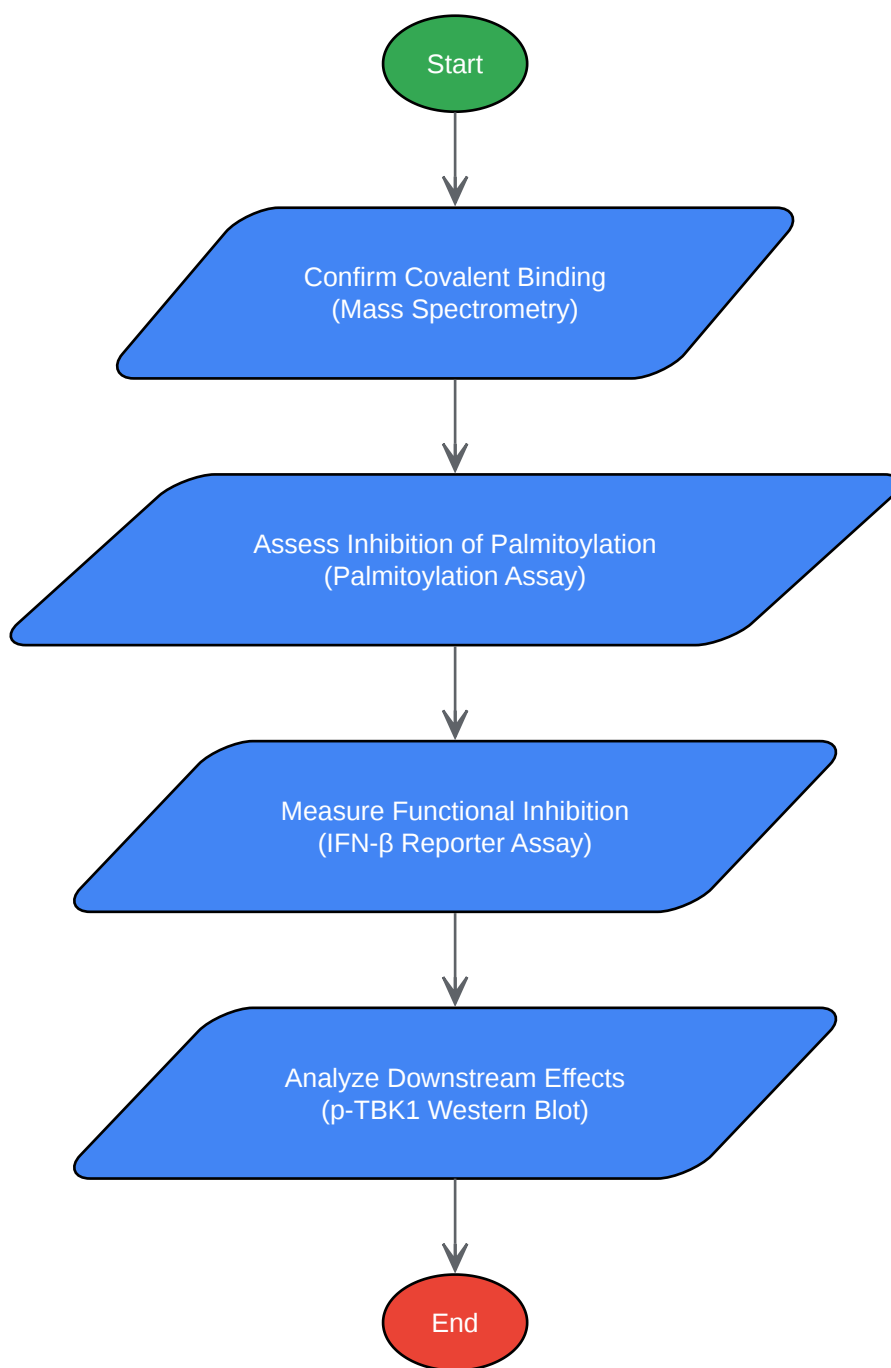 Start
Confirm Covalent Binding
(Mass Spectrometry)
Assess Inhibition of Palmitoylation
(Palmitoylation Assay)
Measure Functional Inhibition
(IFN-β Reporter Assay)
Analyze Downstream Effects
(p-TBK1 Western Blot)
End